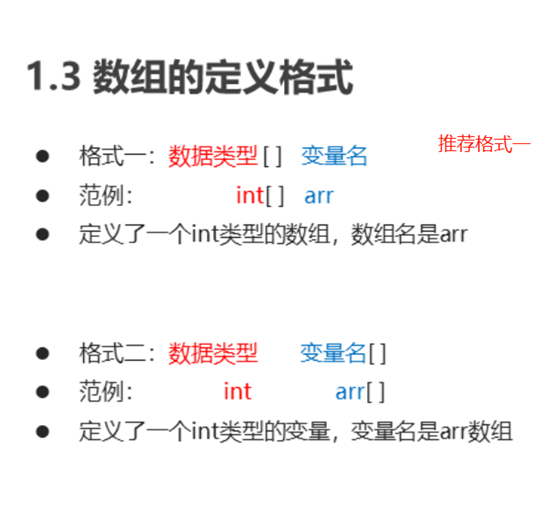 1.3 数组的定义格式
推荐格式一
格式一：数据类型[ ] 变量名
范例： int[ ] arr
定义了一个int类型的数组，数组名是arr
格式二：数据类型 变量名[ ]
范例： int arr[ ]
定义了一个int类型的变量，变量名是arr数组